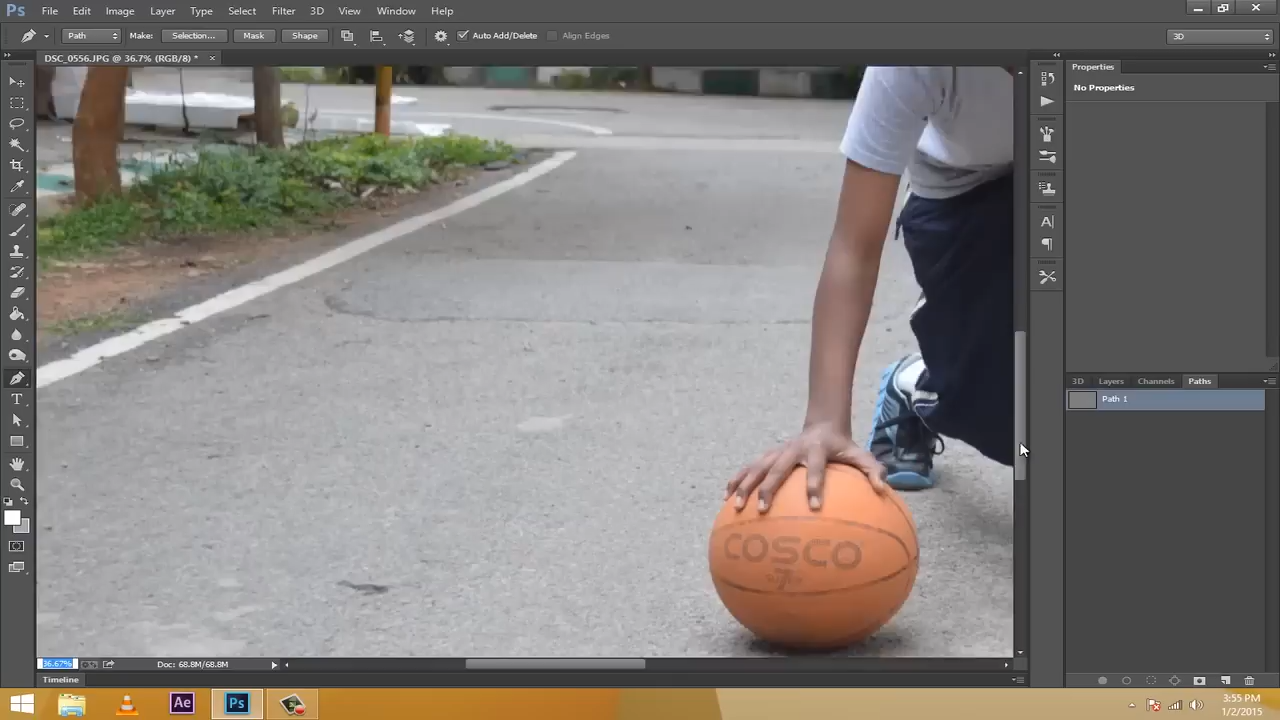 Ps File Edit Image Layer Type Select Filter 3D View Window Help
Path Make: Selection... Mask Shape Auto Add/Delete Align Edges 3D
DSC_0556.JPG @ 36.7% (RGB/8) *
Properties
No Properties
3D Layers Channels Paths
Path 1
COSCO
7
36.67% Doc: 68.8M/68.8M
Timeline
Ae Ps
3:55 PM
1/2/2015